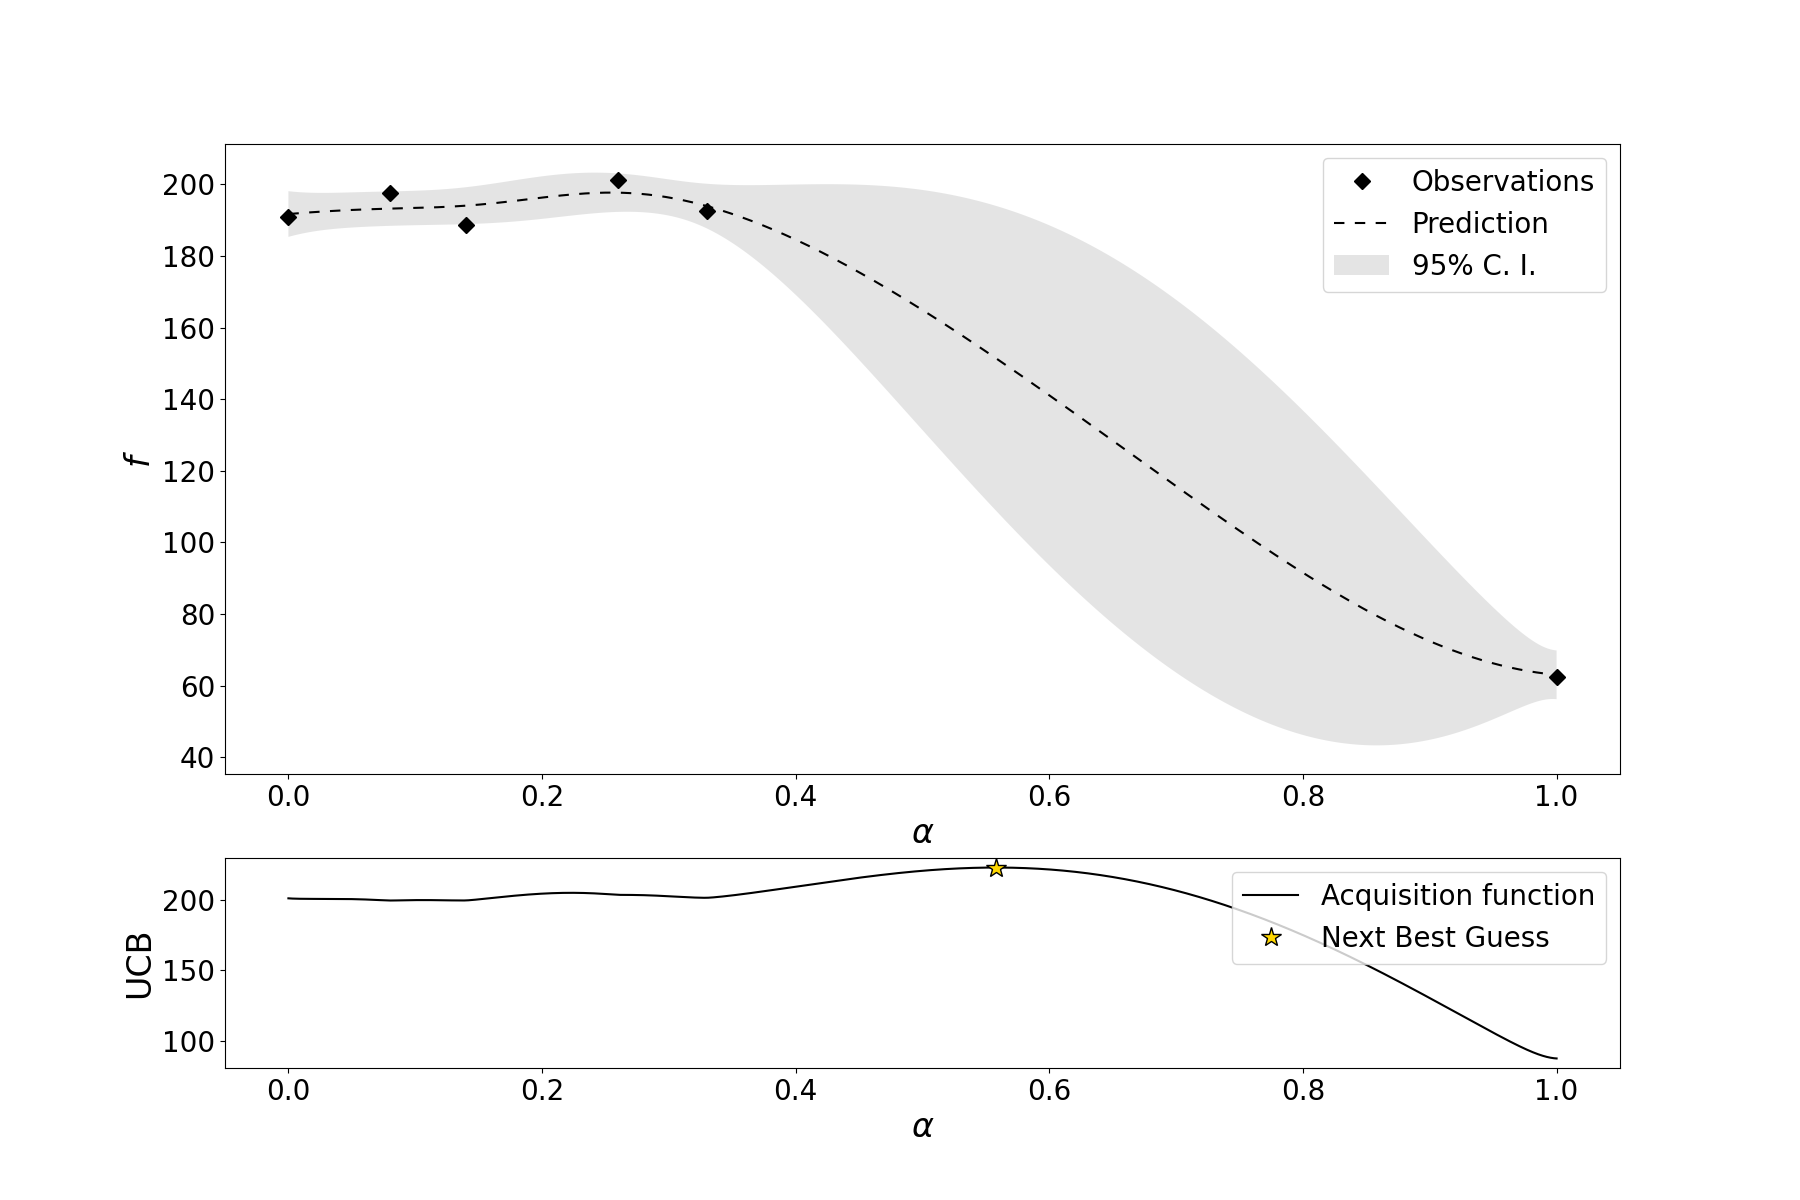 200
180
160
140
120
100
80
60
40
f
Observations
Prediction
95% C. I.
0.0 0.2 0.4 0.6 0.8 1.0
α
200
150
100
UCB
Acquisition function
Next Best Guess
0.0 0.2 0.4 0.6 0.8 1.0
α